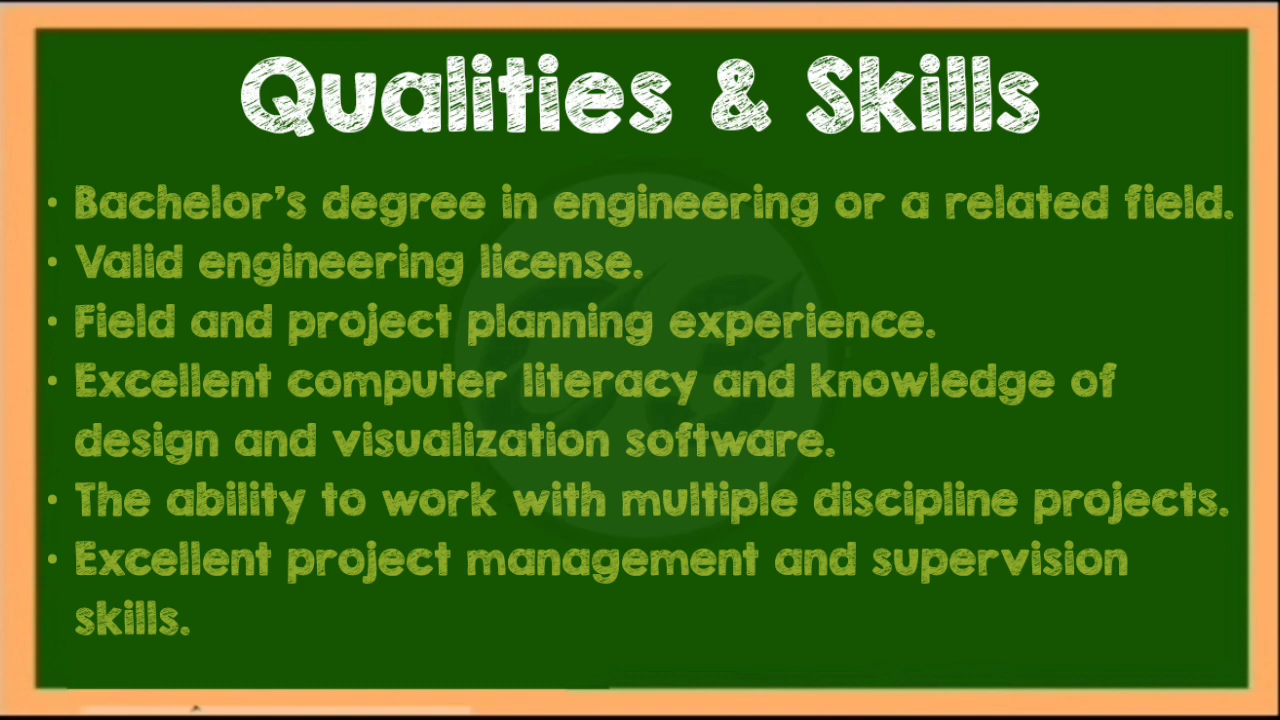 Qualities & Skills
• Bachelor's degree in engineering or a related field.
• Valid engineering license.
• Field and project planning experience.
• Excellent computer literacy and knowledge of
design and visualization software.
• The ability to work with multiple discipline projects.
• Excellent project management and supervision
skills.